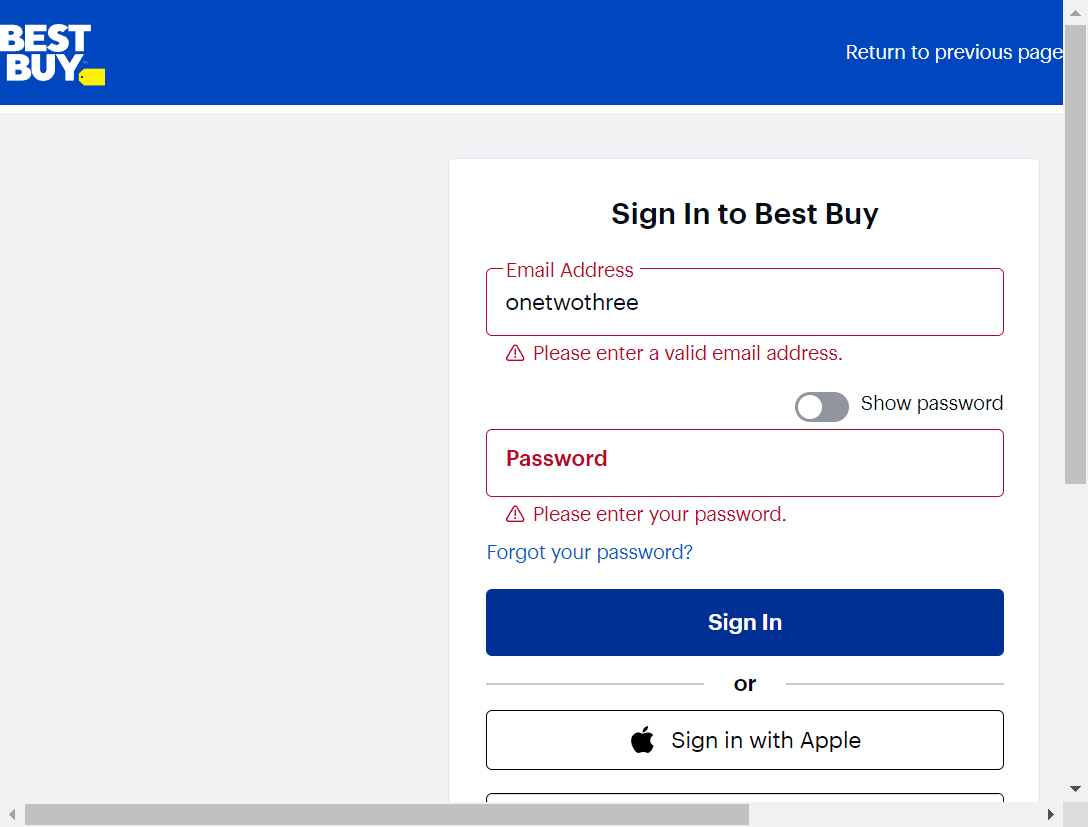 BEST
BUY
Return to previous page
Sign In to Best Buy
Email Address
onetwothree
Please enter a valid email address.
Show password
Password
Please enter your password.
Forgot your password?
Sign In
or
Sign in with Apple